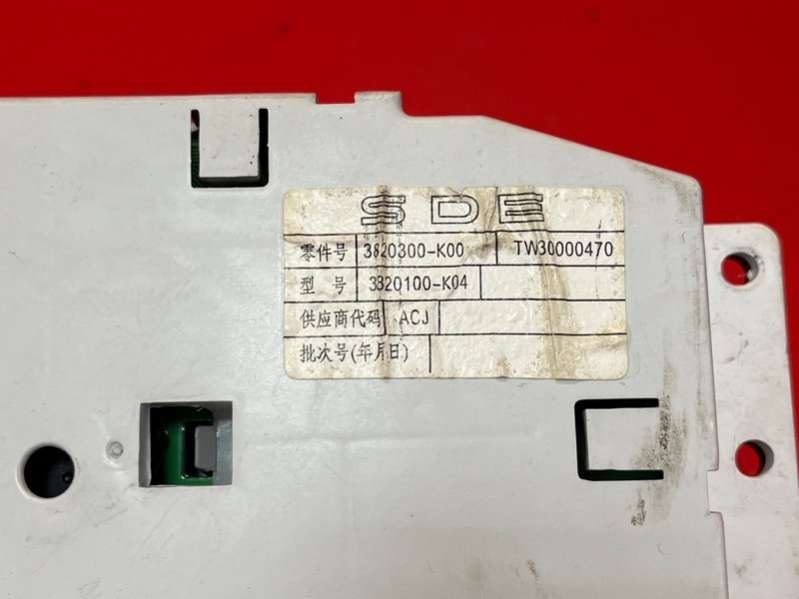 SDE
零件号 3820300-K00 TW30000470
型 号 3820100-K04
供应商代码 ACJ
批次号(年月日)